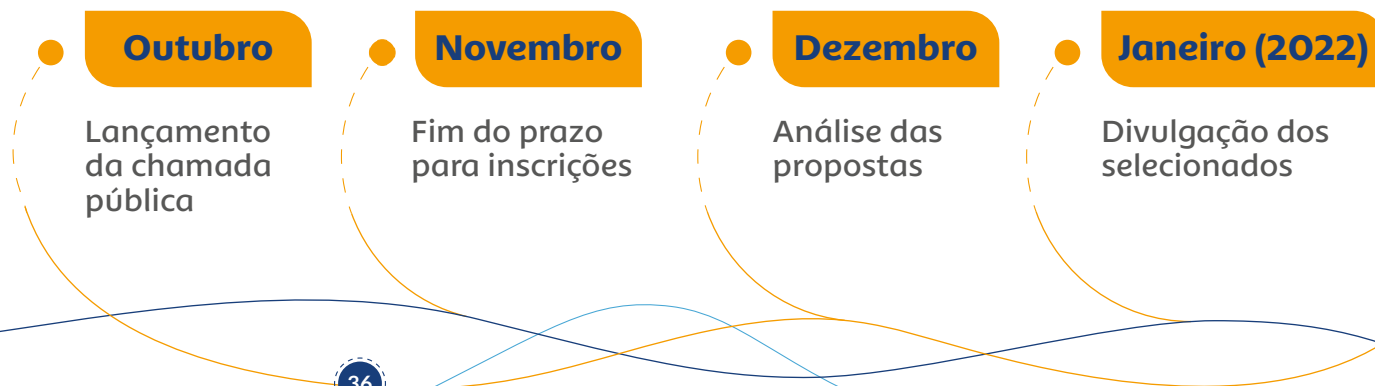 Outubro
Lançamento
da chamada
pública
Novembro
Fim do prazo
para inscrições
Dezembro
Análise das
propostas
Janeiro (2022)
Divulgação dos
selecionados
36